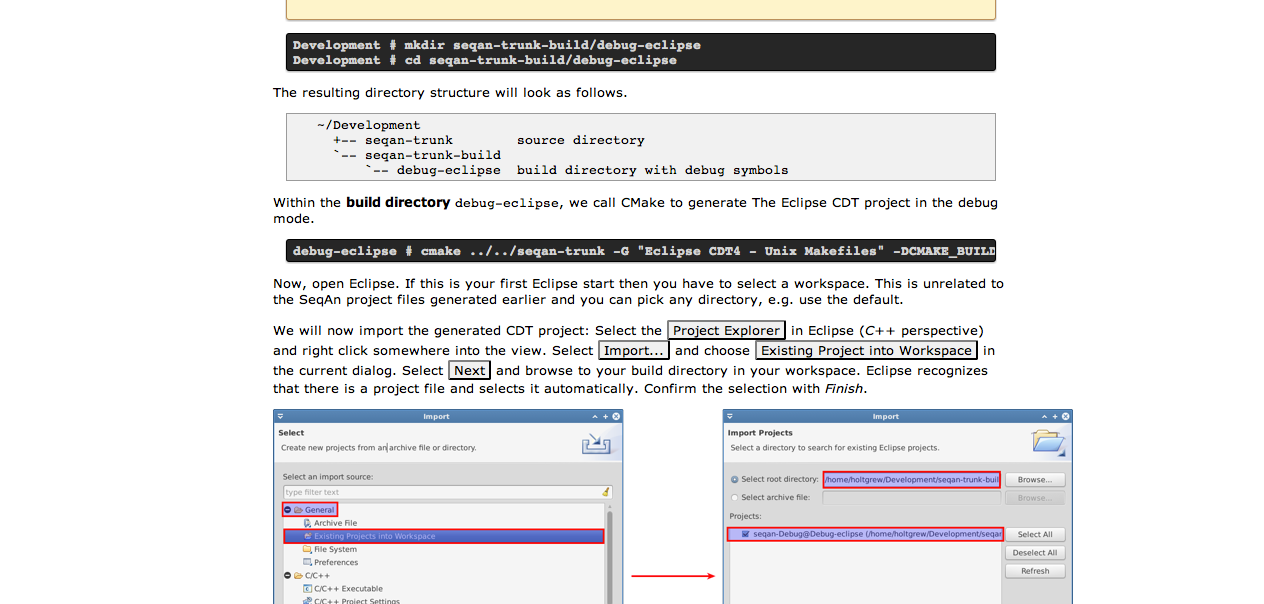 Development # mkdir seqan-trunk-build/debug-eclipse
Development # cd seqan-trunk-build/debug-eclipse
The resulting directory structure will look as follows.
~/Development
+-- seqan-trunk        source directory
`-- seqan-trunk-build
`-- debug-eclipse  build directory with debug symbols
Within the build directory debug-eclipse, we call CMake to generate The Eclipse CDT project in the debug
mode.
debug-eclipse # cmake ../../seqan-trunk -G "Eclipse CDT4 - Unix Makefiles" -DCMAKE_BUILD
Now, open Eclipse. If this is your first Eclipse start then you have to select a workspace. This is unrelated to
the SeqAn project files generated earlier and you can pick any directory, e.g. use the default.
We will now import the generated CDT project: Select the Project Explorer in Eclipse (C++ perspective)
and right click somewhere into the view. Select Import... and choose Existing Project into Workspace in
the current dialog. Select Next and browse to your build directory in your workspace. Eclipse recognizes
that there is a project file and selects it automatically. Confirm the selection with Finish.
Import
Select
Create new projects from an archive file or directory.
Select an import source:
type filter text
General
Archive File
Existing Projects into Workspace
File System
Preferences
C/C++
C/C++ Executable
C/C++ Project Settings
Import
Import Projects
Select a directory to search for existing Eclipse projects.
Select root directory: /home/holtgrew/Development/seqan-trunk-buil Browse...
Select archive file: Browse...
Projects:
seqan-Debug@Debug-eclipse (/home/holtgrew/Development/seqan Select All
Deselect All
Refresh